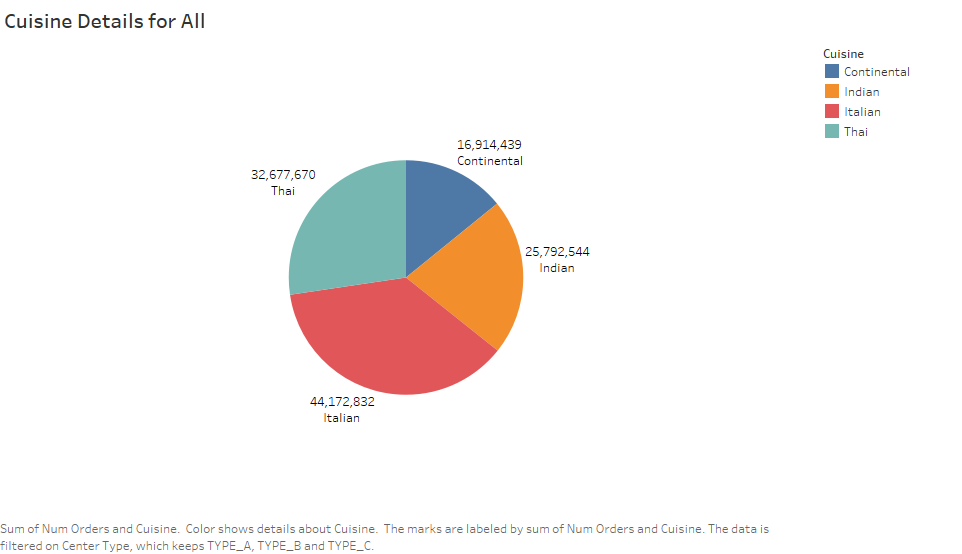 Cuisine Details for All
Cuisine
Continental
Indian
Italian
Thai
16,914,439
Continental
32,677,670
Thai
25,792,544
Indian
44,172,832
Italian
Sum of Num Orders and Cuisine.  Color shows details about Cuisine.  The marks are labeled by sum of Num Orders and Cuisine. The data is
filtered on Center Type, which keeps TYPE_A, TYPE_B and TYPE_C.